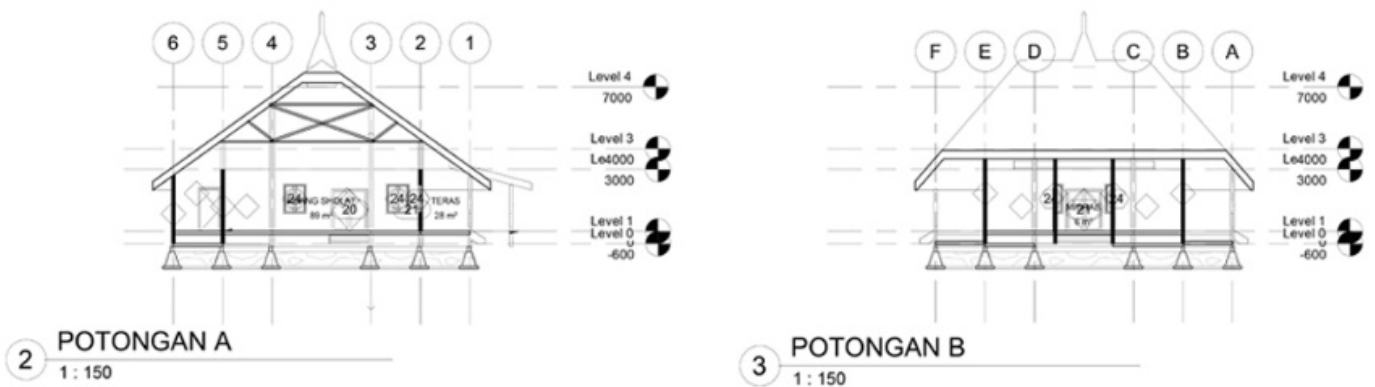 6 5 4 3 2 1
Level 4
7000
Level 3
Le4000
3000
24
24 24
20
21
TERAS
89 m²
28 m²
Level 1
Level 0
-600
2
POTONGAN A
1 : 150
F E D C B A
Level 4
7000
Level 3
Le4000
3000
24
21
24
Level 1
Level 0
-600
3
POTONGAN B
1 : 150